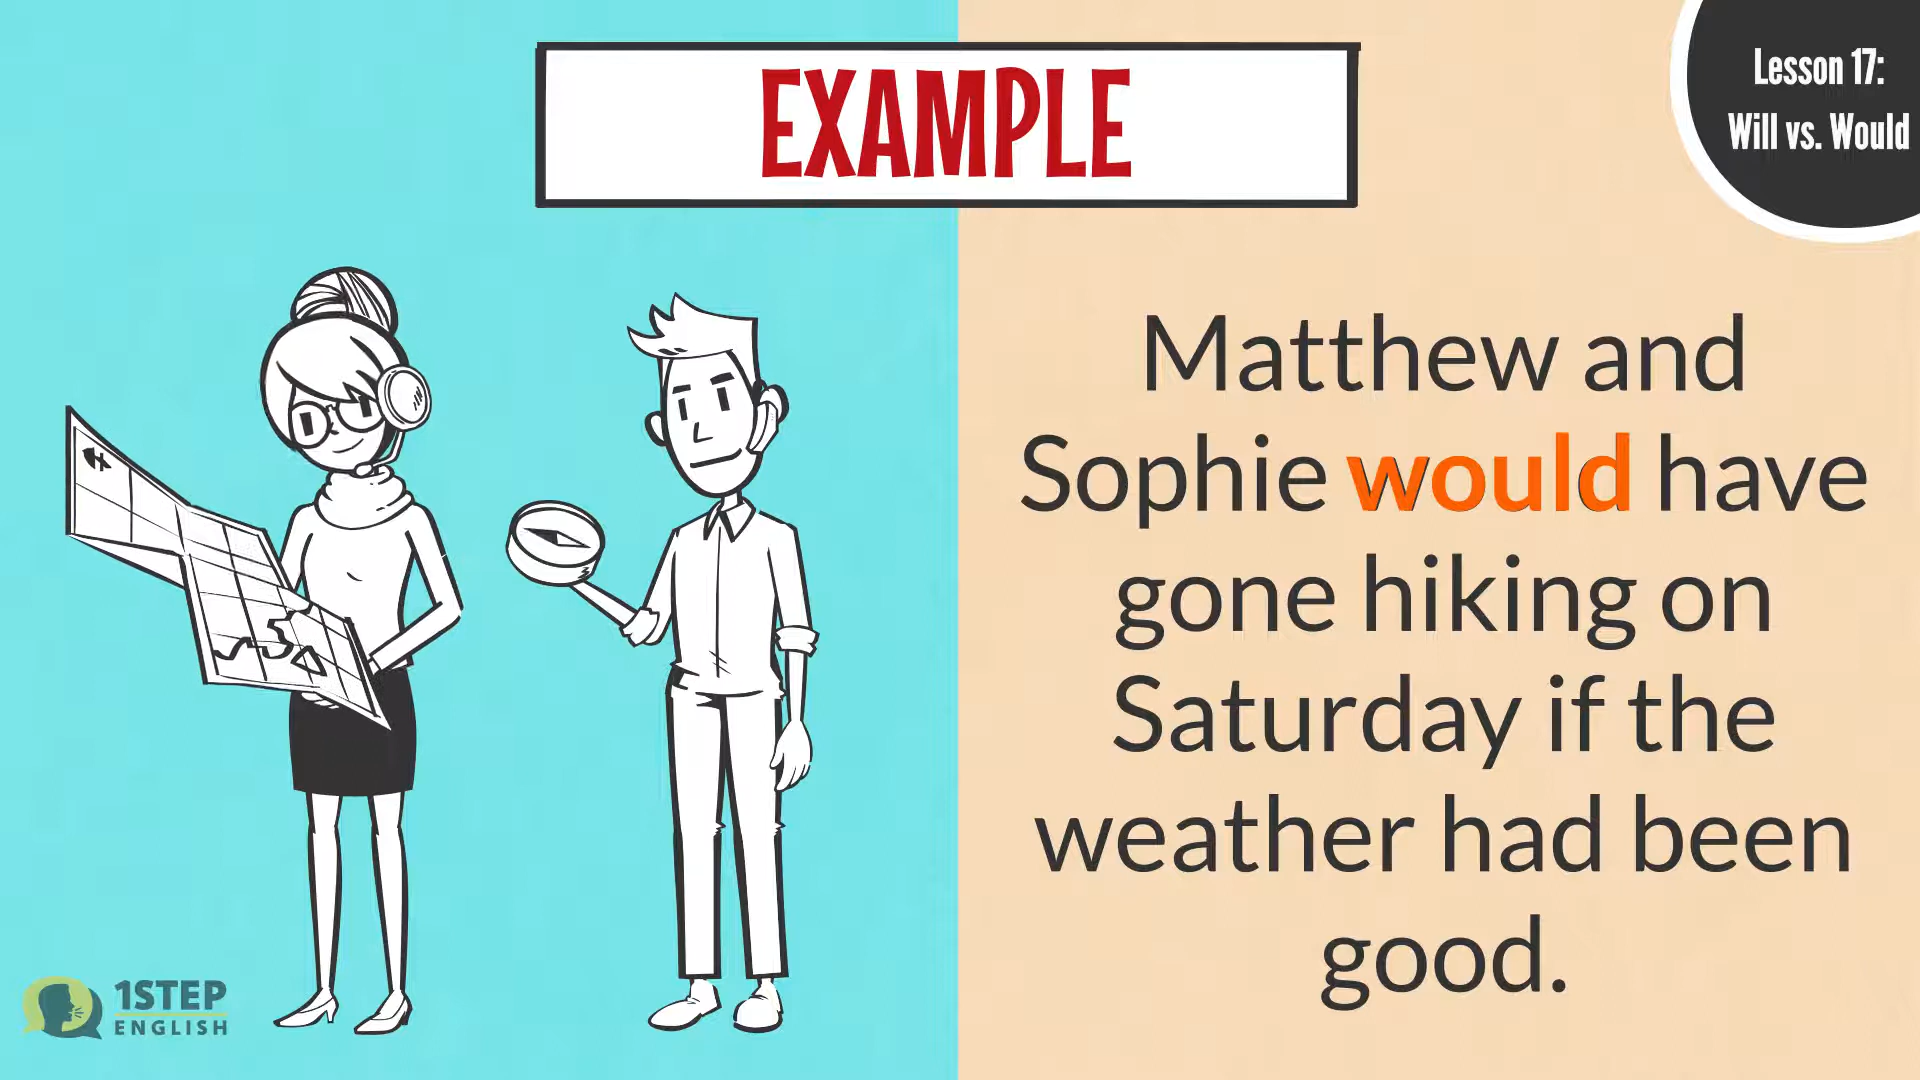 EXAMPLE
Lesson 17:
Will vs. Would
Matthew and
Sophie would have
gone hiking on
Saturday if the
weather had been
good.
1STEP
ENGLISH